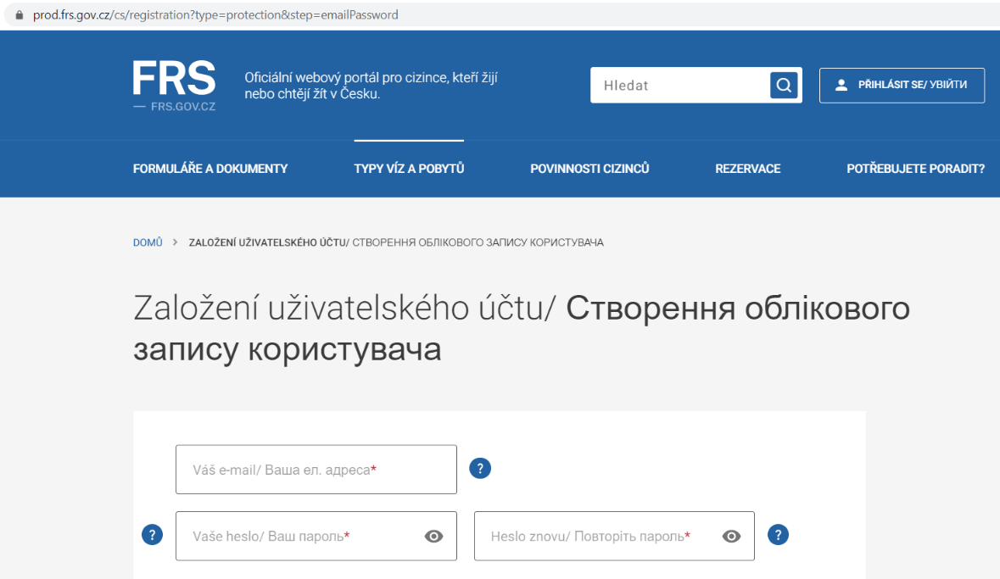 prod.frs.gov.cz/cs/registration?type=protection&step=emailPassword
FRS
— FRS.GOV.CZ
Oficiální webový portál pro cizince, kteří žijí
nebo chtějí žít v Česku.
Hledat
PŘIHLÁSIT SE/ УВІЙТИ
FORMULÁŘE A DOKUMENTY TYPY VÍZ A POBYTŮ POVINNOSTI CIZINCŮ REZERVACE POTŘEBUJETE PORADIT?
DOMŮ > ZALOŽENÍ UŽIVATELSKÉHO ÚČTU/ СТВОРЕННЯ ОБЛІКОВОГО ЗАПИСУ КОРИСТУВАЧА
Založení uživatelského účtu/ Створення облікового
запису користувача
Váš e-mail/ Ваша ел. адреса* ?
? Vaše heslo/ Ваш пароль* Heslo znovu/ Повторіть пароль* ?